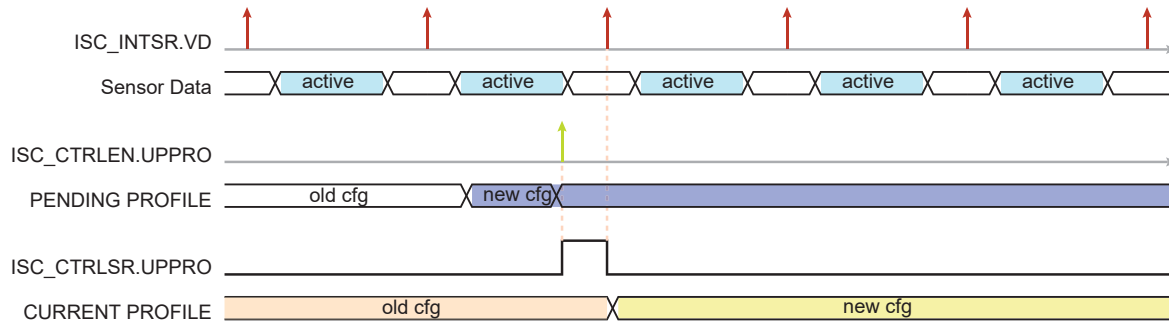 ISC_INTSR.VD
Sensor Data active active active active active
ISC_CTRLEN.UPPRO
PENDING PROFILE old cfg new cfg
ISC_CTRLSR.UPPRO
CURRENT PROFILE old cfg new cfg